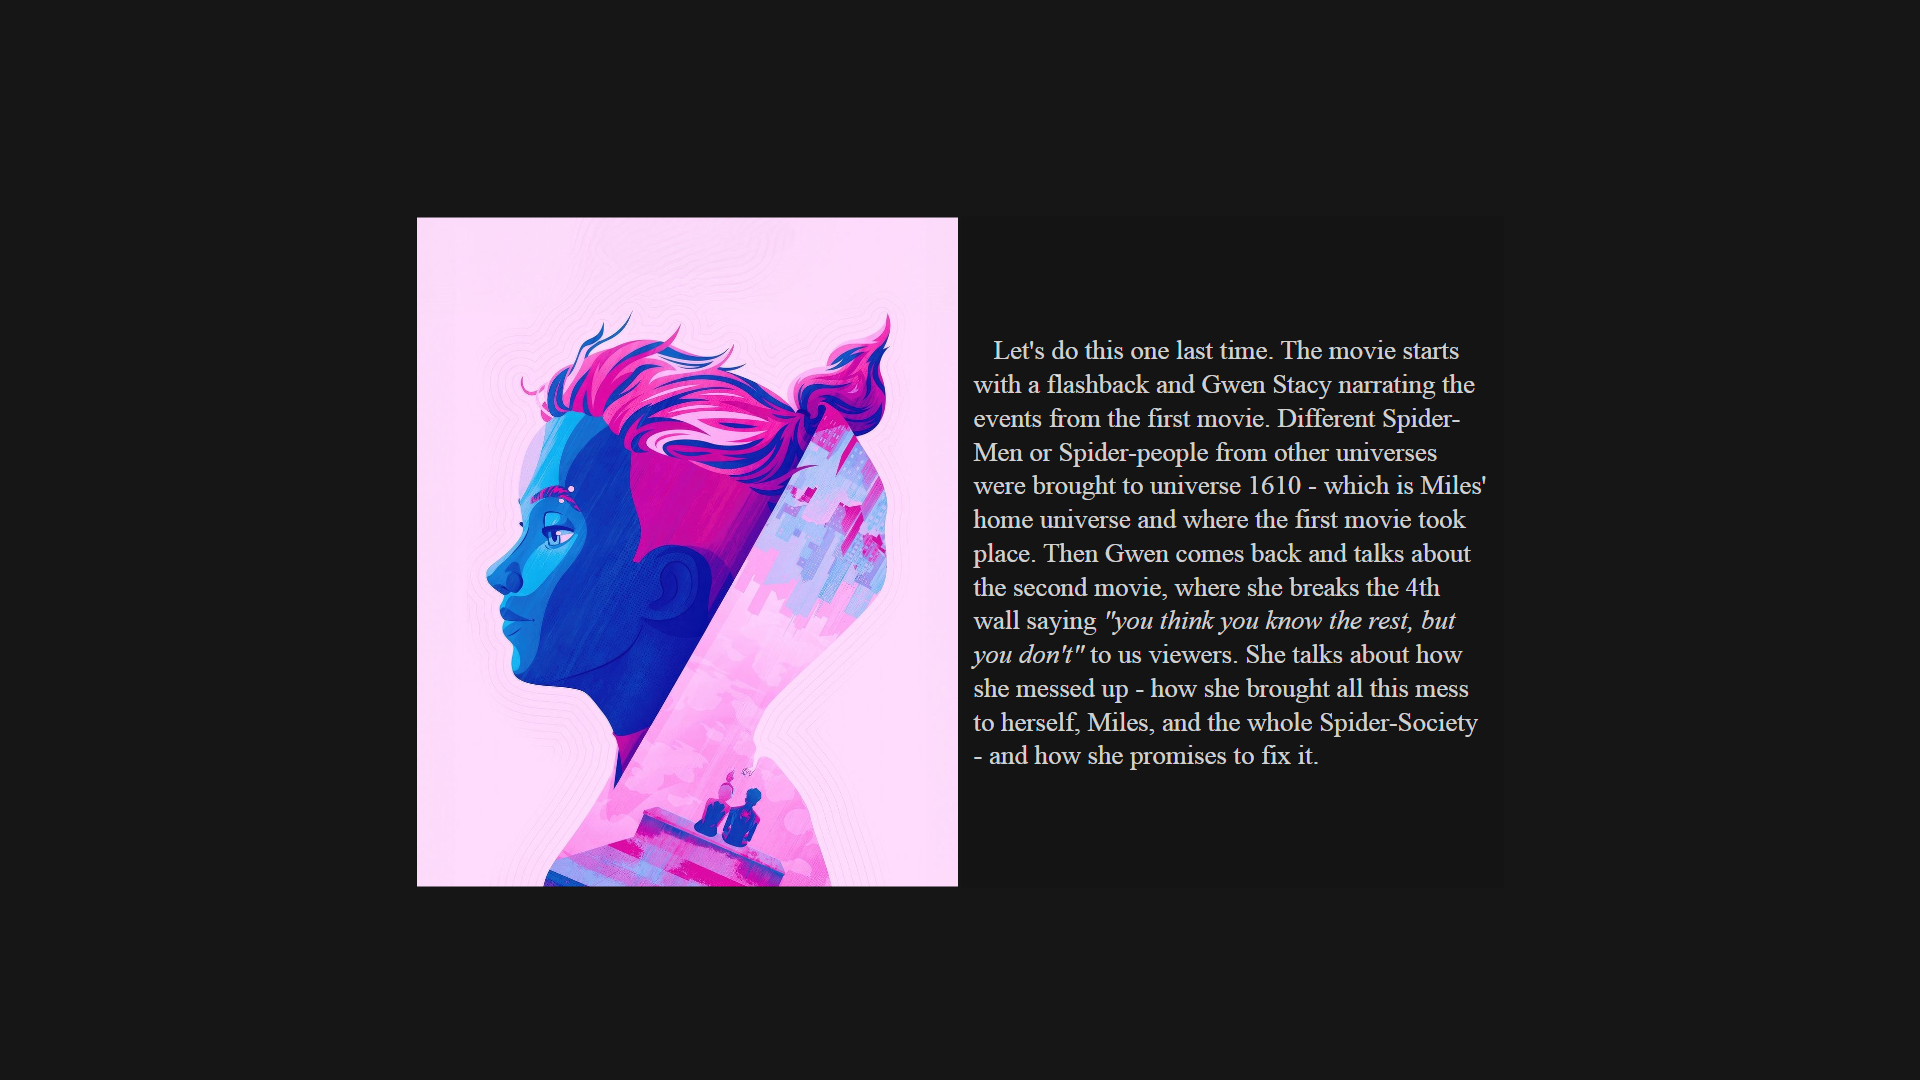 Let's do this one last time. The movie starts
with a flashback and Gwen Stacy narrating the
events from the first movie. Different Spider-
Men or Spider-people from other universes
were brought to universe 1610 - which is Miles'
home universe and where the first movie took
place. Then Gwen comes back and talks about
the second movie, where she breaks the 4th
wall saying "you think you know the rest, but
you don't" to us viewers. She talks about how
she messed up - how she brought all this mess
to herself, Miles, and the whole Spider-Society
- and how she promises to fix it.